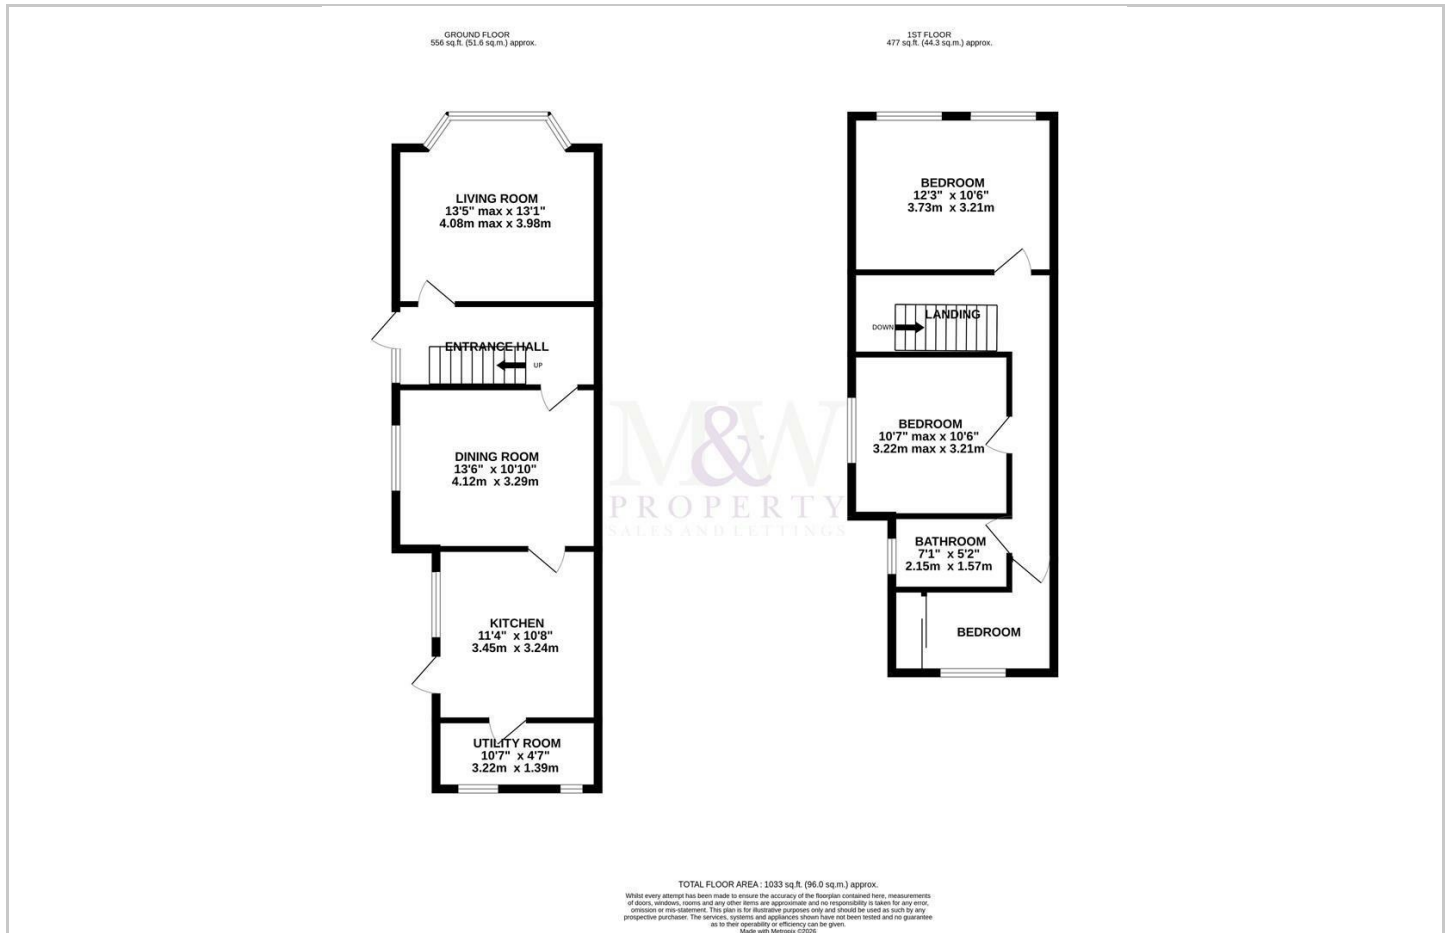 GROUND FLOOR
556 sq.ft. (51.6 sq.m.) approx.
1ST FLOOR
477 sq.ft. (44.3 sq.m.) approx.
LIVING ROOM
13'5" max x 13'1"
4.08m max x 3.98m
ENTRANCE HALL
UP
DINING ROOM
13'6" x 10'10"
4.12m x 3.29m
KITCHEN
11'4" x 10'8"
3.45m x 3.24m
UTILITY ROOM
10'7" x 4'7"
3.22m x 1.39m
BEDROOM
12'3" x 10'6"
3.73m x 3.21m
LANDING
DOWN
BEDROOM
10'7" max x 10'6"
3.22m max x 3.21m
BATHROOM
7'1" x 5'2"
2.15m x 1.57m
BEDROOM
M&W
PROPERTY
SALES AND LETTINGS
TOTAL FLOOR AREA : 1033 sq.ft. (96.0 sq.m.) approx.
Whilst every attempt has been made to ensure the accuracy of the floorplan contained here, measurements
of doors, windows, rooms and any other items are approximate and no responsibility is taken for any error,
omission or mis-statement. This plan is for illustrative purposes only and should be used as such by any
prospective purchaser. The services, systems and appliances shown have not been tested and no guarantee
as to their operability or efficiency can be given.
Made with Metropix ©2026